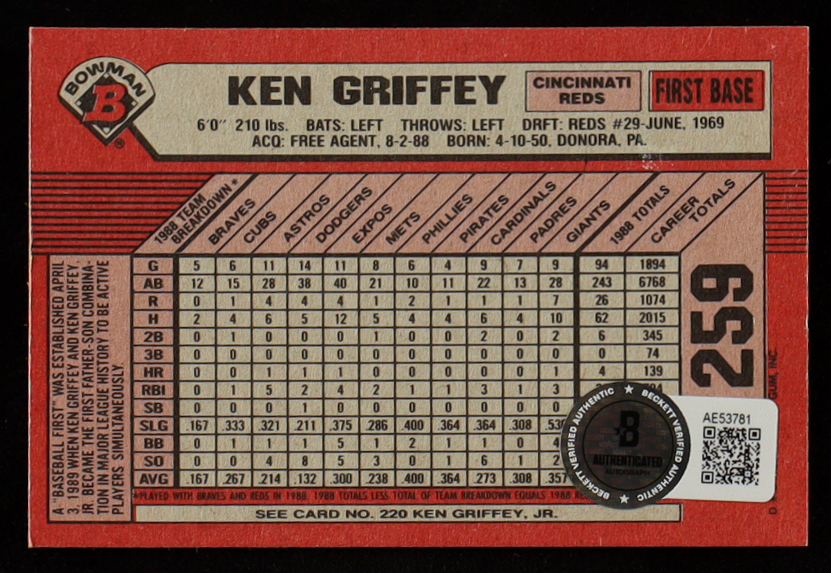 BOWMAN
B
®
KEN GRIFFEY
CINCINNATI
REDS
FIRST BASE
6'0" 210 lbs. BATS: LEFT THROWS: LEFT DRFT: REDS #29-JUNE, 1969
ACQ: FREE AGENT, 8-2-88 BORN: 4-10-50, DONORA, PA.
1988 TEAM
BREAKDOWN*
BRAVES
CUBS
ASTROS
DODGERS
EXPOS
METS
PHILLIES
PIRATES
CARDINALS
PADRES
GIANTS
1988 TOTALS
CAREER
TOTALS
G 5 6 11 14 11 8 6 4 9 7 9 94 1894
AB 12 15 28 38 40 21 10 11 22 13 28 243 6768
R 0 1 4 4 4 1 2 1 1 1 7 26 1074
H 2 4 6 5 12 5 4 4 6 4 10 62 2015
2B 0 1 0 0 0 1 0 0 2 0 2 6 345
3B 0 0 0 0 0 0 0 0 0 0 0 0 74
HR 0 0 1 1 1 0 0 0 0 0 1 4 139
RBI 0 1 5 2 4 2 1 1 3 1 3
SB 0 0 0 1 0 0 0 0 0 0 0
SLG .167 .333 .321 .211 .375 .286 .400 .364 .364 .308
BB 0 1 1 1 5 1 2 1 1 0 4
SO 0 0 4 8 5 3 0 6 1 2
AVG .167 .267 .214 .132 .300 .238 .400 .364 .273 .308 .357
*PLAYED WITH BRAVES AND REDS IN 1988. 1988 TOTALS LESS TOTAL OF TEAM BREAKDOWN EQUALS 1988
SEE CARD NO. 220 KEN GRIFFEY, JR.
A "BASEBALL FIRST" WAS ESTABLISHED APRIL
3, 1989 WHEN KEN GRIFFEY AND KEN GRIFFEY,
JR. BECAME THE FIRST FATHER-SON COMBINA-
TION IN MAJOR LEAGUE HISTORY TO BE ACTIVE
PLAYERS SIMULTANEOUSLY.
259
GUM, INC.
BECKETT VERIFIED AUTHENTIC
BECKETT VERIFIED AUTHENTIC
B
AUTHENTICATED
AUTOGRAPH
AE53781